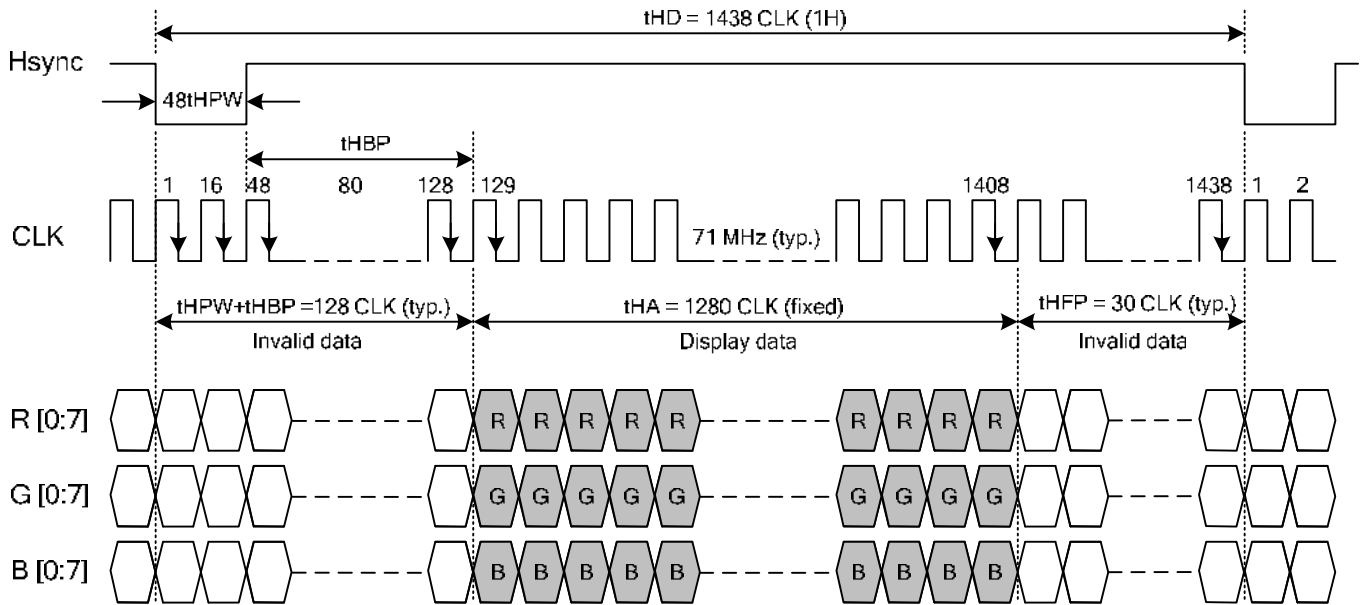 tHD = 1438 CLK (1H)
Hsync
48tHPW
tHBP
1 16 48 80 128 129 1408 1438 1 2
CLK
71 MHz (typ.)
tHPW+tHBP =128 CLK (typ.) tHA = 1280 CLK (fixed) tHFP = 30 CLK (typ.)
Invalid data Display data Invalid data
R [0:7] R R R R R R R R R
G [0:7] G G G G G G G G G
B [0:7] B B B B B B B B B